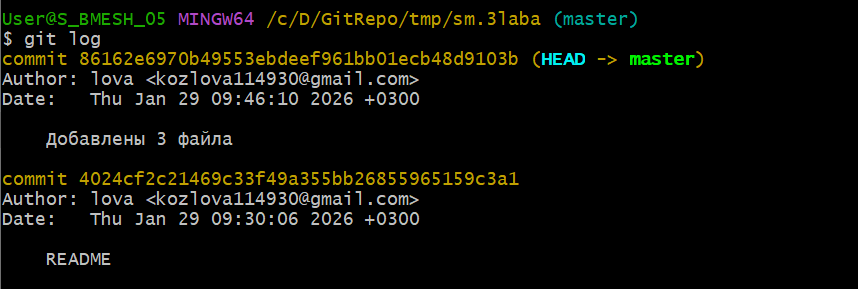 User@S_BMESH_05 MINGW64 /c/D/GitRepo/tmp/sm.3laba (master)
$ git log
commit 86162e6970b49553ebdeef961bb01ecb48d9103b (HEAD -> master)
Author: lova <kozlova114930@gmail.com>
Date:   Thu Jan 29 09:46:10 2026 +0300
    Добавлены 3 файла
commit 4024cf2c21469c33f49a355bb26855965159c3a1
Author: lova <kozlova114930@gmail.com>
Date:   Thu Jan 29 09:30:06 2026 +0300
    README